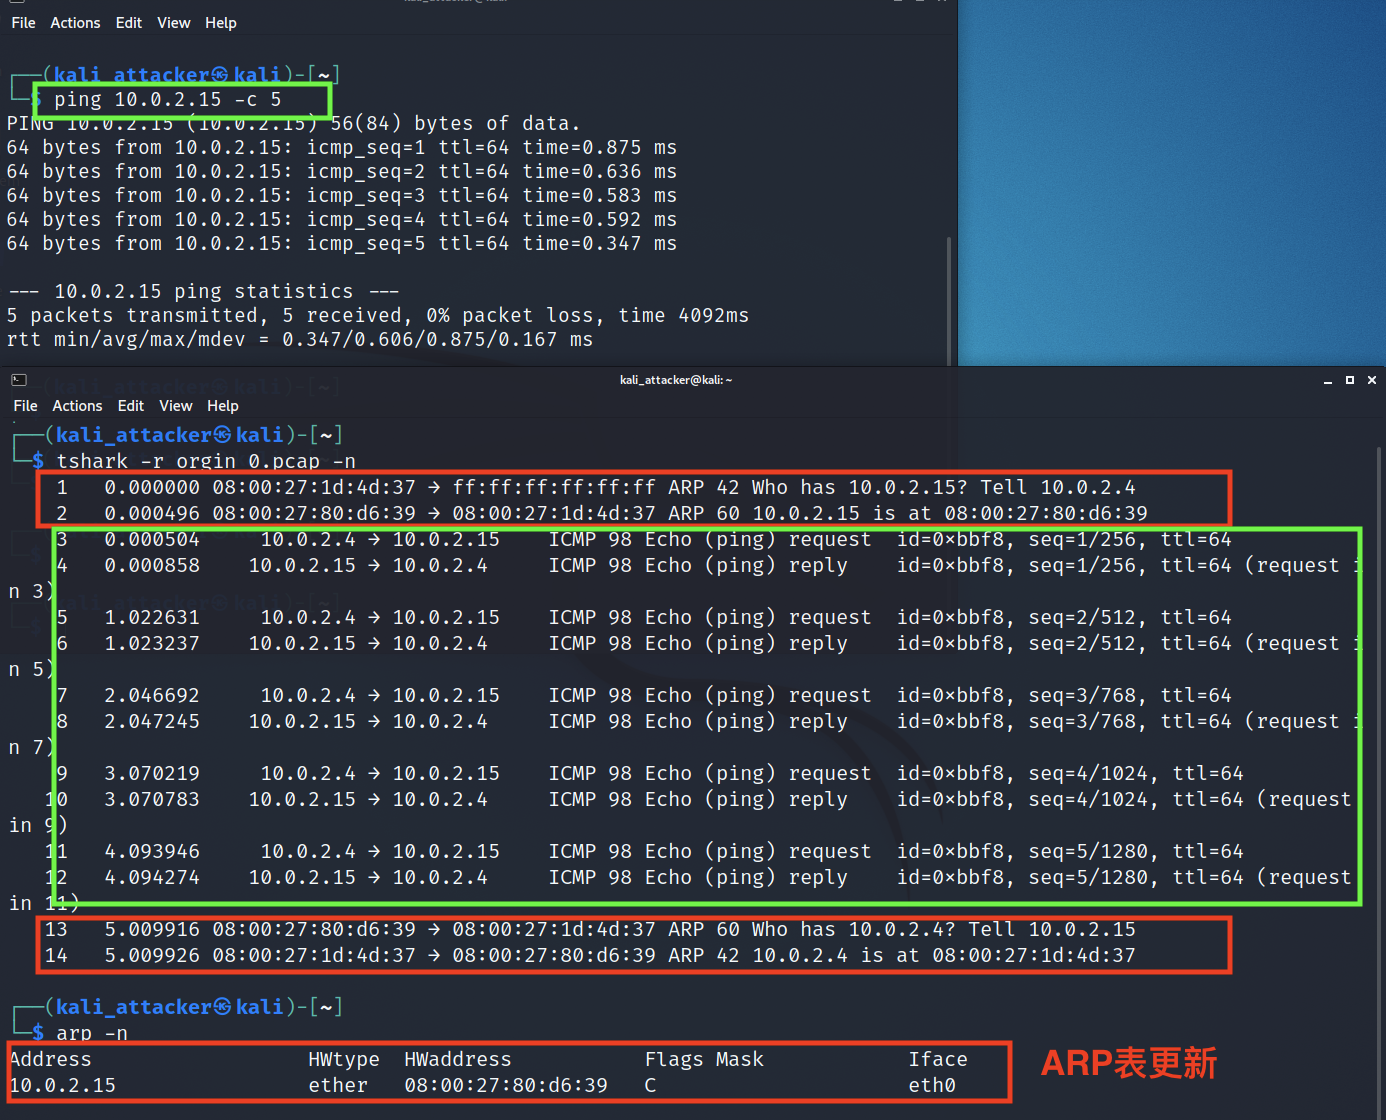 File Actions Edit View Help
┌──(kali_attacker㉿kali)-[~]
└─$ ping 10.0.2.15 -c 5
PING 10.0.2.15 (10.0.2.15) 56(84) bytes of data.
64 bytes from 10.0.2.15: icmp_seq=1 ttl=64 time=0.875 ms
64 bytes from 10.0.2.15: icmp_seq=2 ttl=64 time=0.636 ms
64 bytes from 10.0.2.15: icmp_seq=3 ttl=64 time=0.583 ms
64 bytes from 10.0.2.15: icmp_seq=4 ttl=64 time=0.592 ms
64 bytes from 10.0.2.15: icmp_seq=5 ttl=64 time=0.347 ms
--- 10.0.2.15 ping statistics ---
5 packets transmitted, 5 received, 0% packet loss, time 4092ms
rtt min/avg/max/mdev = 0.347/0.606/0.875/0.167 ms
kali_attacker@kali: ~
File Actions Edit View Help
┌──(kali_attacker㉿kali)-[~]
└─$ tshark -r orgin_0.pcap -n
1 0.000000 08:00:27:1d:4d:37 → ff:ff:ff:ff:ff:ff ARP 42 Who has 10.0.2.15? Tell 10.0.2.4
2 0.000496 08:00:27:80:d6:39 → 08:00:27:1d:4d:37 ARP 60 10.0.2.15 is at 08:00:27:80:d6:39
3 0.000504 10.0.2.4 → 10.0.2.15 ICMP 98 Echo (ping) request id=0×bbf8, seq=1/256, ttl=64
4 0.000858 10.0.2.15 → 10.0.2.4 ICMP 98 Echo (ping) reply id=0×bbf8, seq=1/256, ttl=64 (request i
n 3)
5 1.022631 10.0.2.4 → 10.0.2.15 ICMP 98 Echo (ping) request id=0×bbf8, seq=2/512, ttl=64
6 1.023237 10.0.2.15 → 10.0.2.4 ICMP 98 Echo (ping) reply id=0×bbf8, seq=2/512, ttl=64 (request i
n 5)
7 2.046692 10.0.2.4 → 10.0.2.15 ICMP 98 Echo (ping) request id=0×bbf8, seq=3/768, ttl=64
8 2.047245 10.0.2.15 → 10.0.2.4 ICMP 98 Echo (ping) reply id=0×bbf8, seq=3/768, ttl=64 (request i
n 7)
9 3.070219 10.0.2.4 → 10.0.2.15 ICMP 98 Echo (ping) request id=0×bbf8, seq=4/1024, ttl=64
10 3.070783 10.0.2.15 → 10.0.2.4 ICMP 98 Echo (ping) reply id=0×bbf8, seq=4/1024, ttl=64 (request
in 9)
11 4.093946 10.0.2.4 → 10.0.2.15 ICMP 98 Echo (ping) request id=0×bbf8, seq=5/1280, ttl=64
12 4.094274 10.0.2.15 → 10.0.2.4 ICMP 98 Echo (ping) reply id=0×bbf8, seq=5/1280, ttl=64 (request
in 11)
13 5.009916 08:00:27:80:d6:39 → 08:00:27:1d:4d:37 ARP 60 Who has 10.0.2.4? Tell 10.0.2.15
14 5.009926 08:00:27:1d:4d:37 → 08:00:27:80:d6:39 ARP 42 10.0.2.4 is at 08:00:27:1d:4d:37
┌──(kali_attacker㉿kali)-[~]
└─$ arp -n
Address HWtype HWaddress Flags Mask Iface
10.0.2.15 ether 08:00:27:80:d6:39 C eth0
ARP表更新